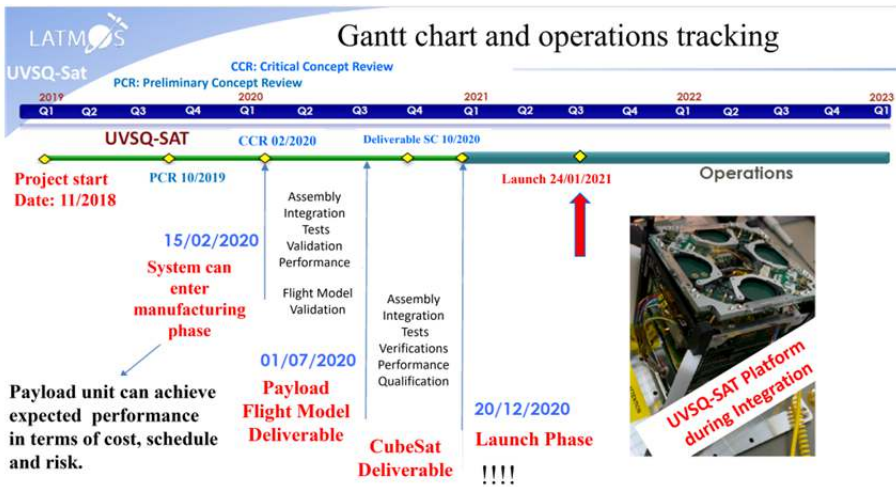 LATMOS
Gantt chart and operations tracking
UVSQ-Sat
CCR: Critical Concept Review
PCR: Preliminary Concept Review
2019 2020 2021 2022 2023
Q1 Q2 Q3 Q4 Q1 Q2 Q3 Q4 Q1 Q2 Q3 Q4 Q1 Q2 Q3 Q4 Q1
UVSQ-SAT
CCR 02/2020
Deliverable SC 10/2020
Project start
Date: 11/2018
PCR 10/2019
Launch 24/01/2021
Operations
Assembly
Integration
Tests
Validation
Performance
Flight Model
Validation
15/02/2020
System can
enter
manufacturing
phase
Assembly
Integration
Tests
Verifications
Performance
Qualification
01/07/2020
Payload
Flight Model
Deliverable
Payload unit can achieve
expected performance
in terms of cost, schedule
and risk.
CubeSat
Deliverable
20/12/2020
Launch Phase
!!!!
UVSQ-SAT Platform
during Integration